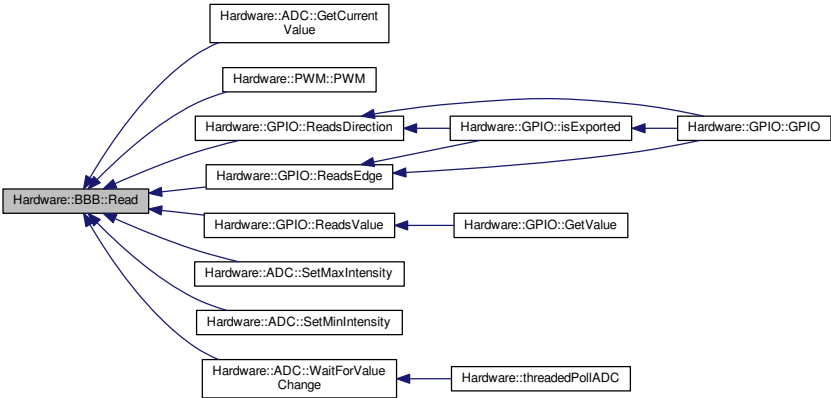 Hardware::ADC::GetCurrent
Value
Hardware::PWM::PWM
Hardware::GPIO::ReadsDirection
Hardware::GPIO::isExported
Hardware::GPIO::GPIO
Hardware::GPIO::ReadsEdge
Hardware::BBB::Read
Hardware::GPIO::ReadsValue
Hardware::GPIO::GetValue
Hardware::ADC::SetMaxIntensity
Hardware::ADC::SetMinIntensity
Hardware::ADC::WaitForValue
Change
Hardware::threadedPollADC